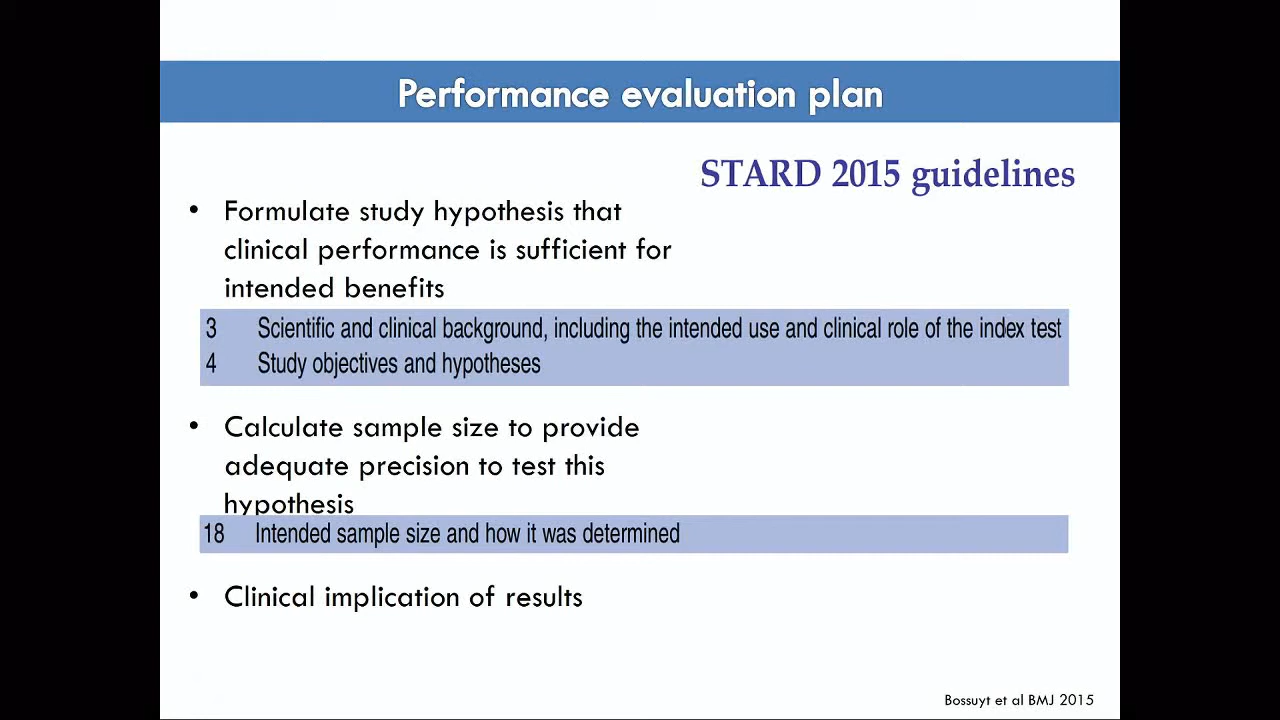 Performance evaluation plan
STARD 2015 guidelines
• Formulate study hypothesis that
clinical performance is sufficient for
intended benefits
3 Scientific and clinical background, including the intended use and clinical role of the index test
4 Study objectives and hypotheses
• Calculate sample size to provide
adequate precision to test this
hypothesis
18 Intended sample size and how it was determined
• Clinical implication of results
Bossuyt et al BMJ 2015